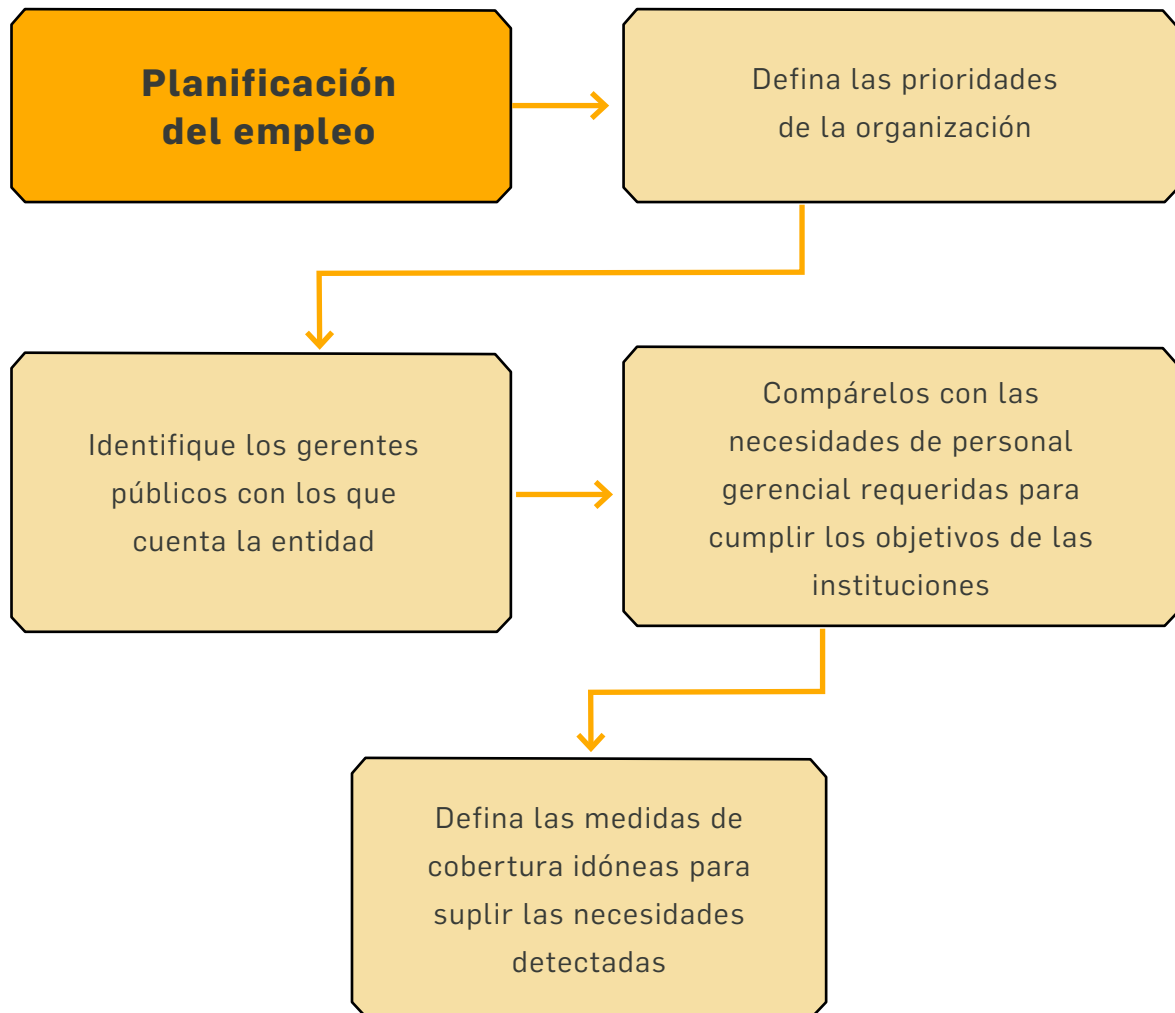 Planificación
del empleo
Defina las prioridades
de la organización
Identifique los gerentes
públicos con los que
cuenta la entidad
Compárelos con las
necesidades de personal
gerencial requeridas para
cumplir los objetivos de las
instituciones
Defina las medidas de
cobertura idóneas para
suplir las necesidades
detectadas